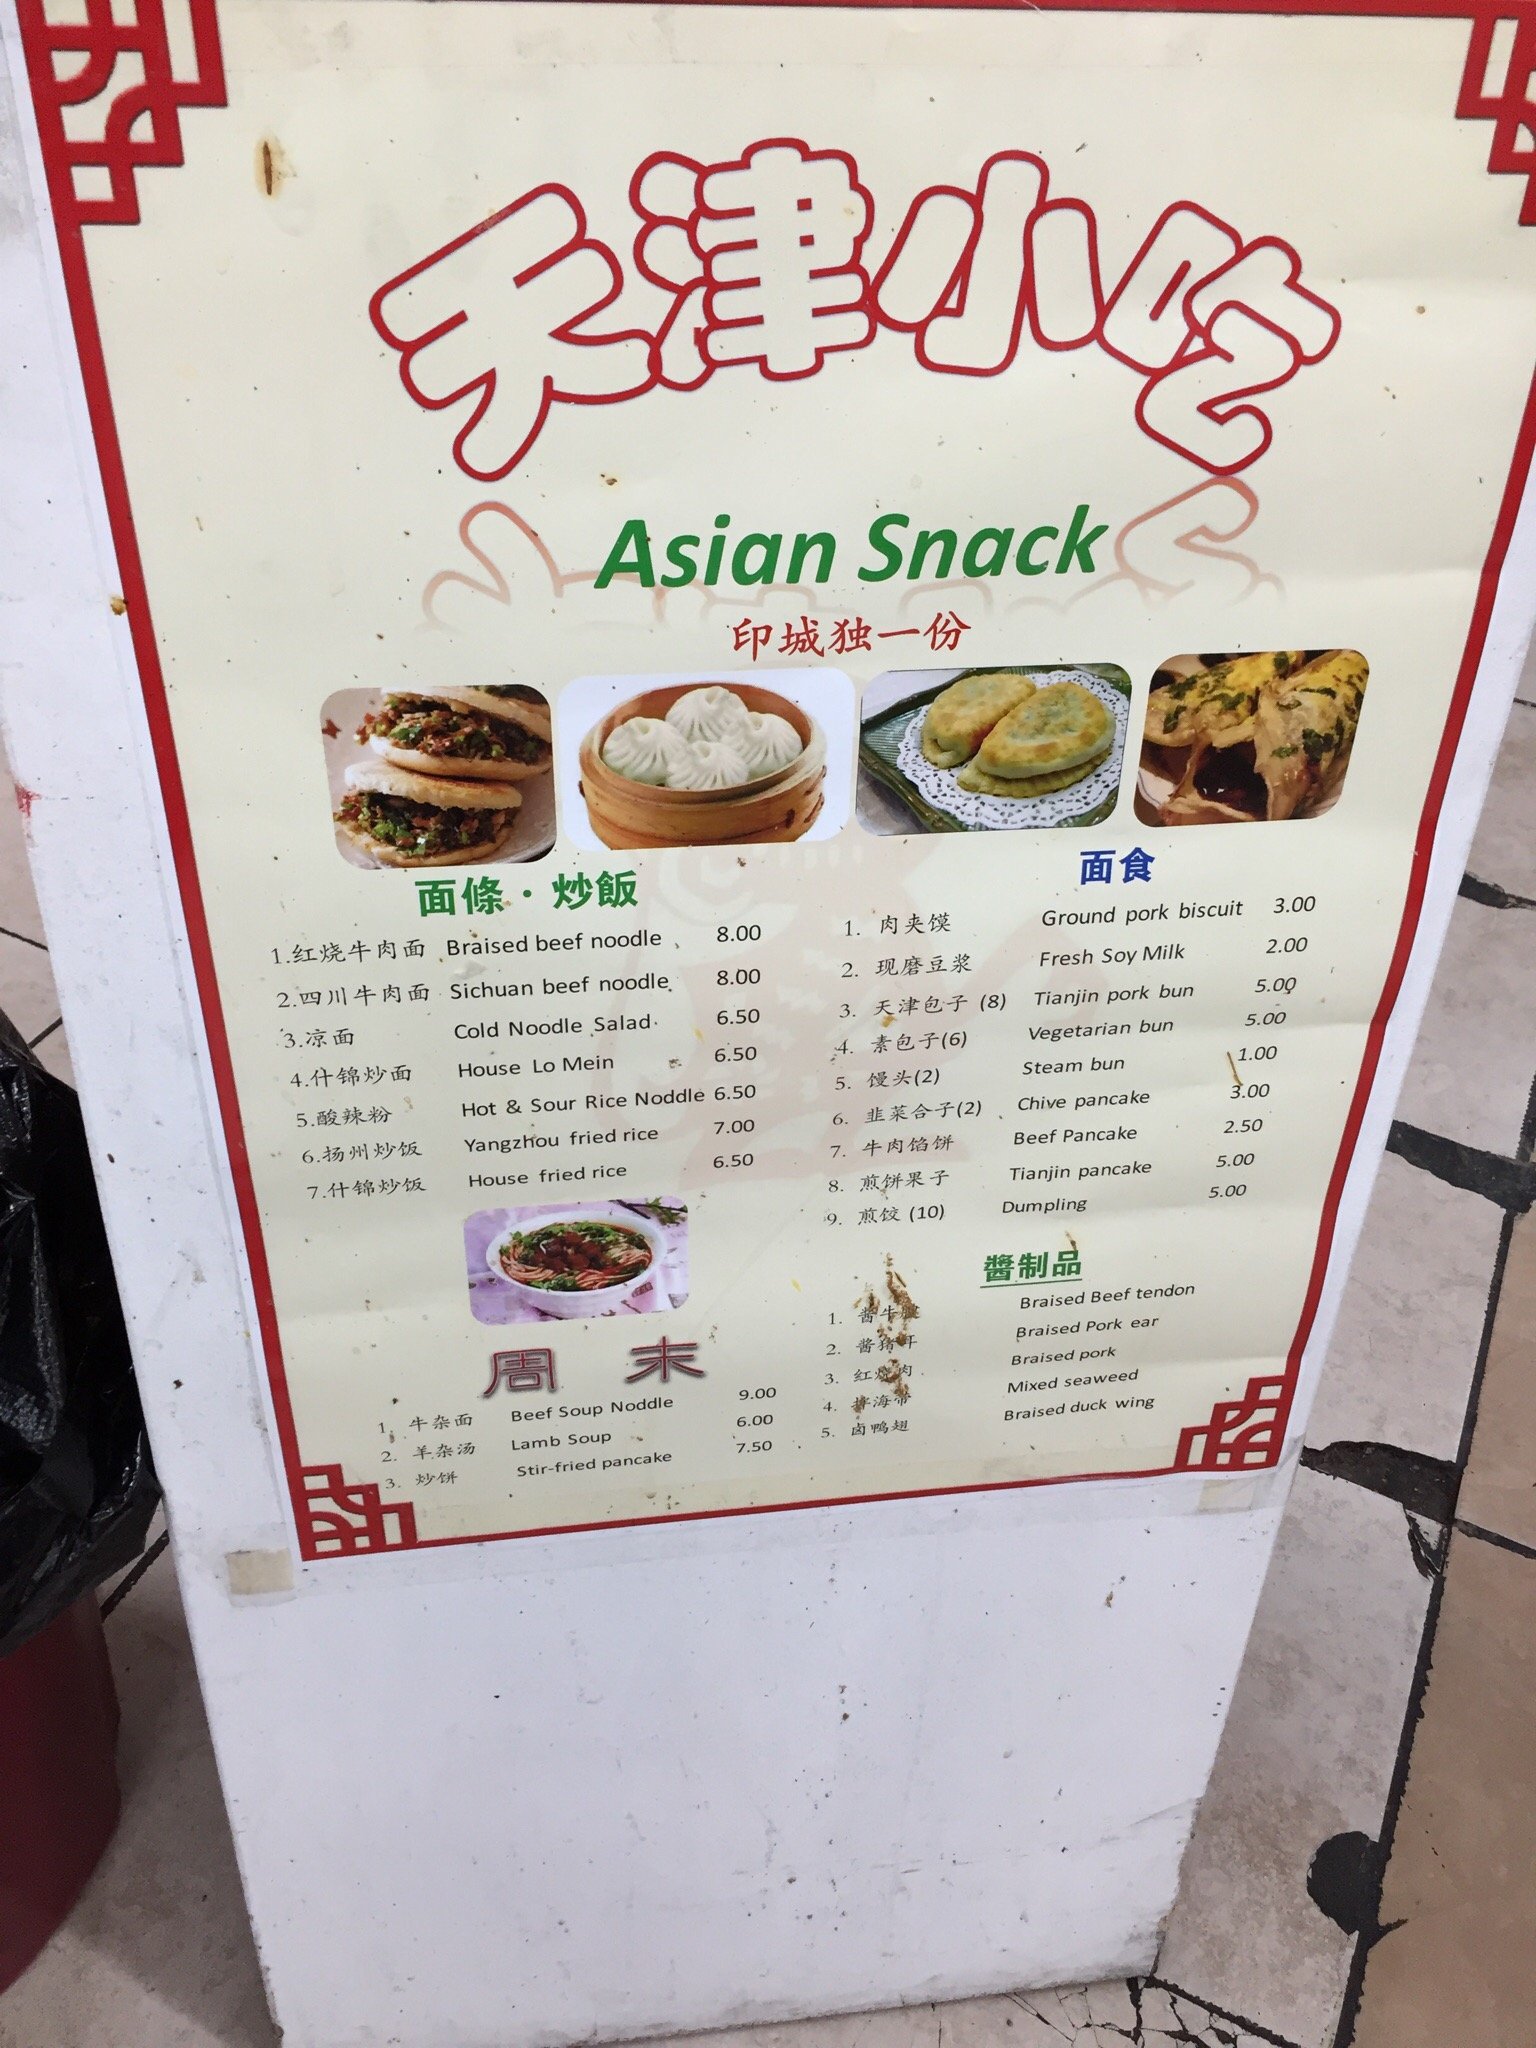 天津小吃
Asian Snack
印城独一份
面條·炒飯
1.红烧牛肉面 Braised beef noodle 8.00
2.四川牛肉面 Sichuan beef noodle 8.00
3.凉面 Cold Noodle Salad 6.50
4.什锦炒面 House Lo Mein 6.50
5.酸辣粉 Hot & Sour Rice Noddle 6.50
6.扬州炒饭 Yangzhou fried rice 7.00
7.什锦炒饭 House fried rice 6.50
周末
1. 牛杂面 Beef Soup Noddle 9.00
2. 羊杂汤 Lamb Soup 6.00
3. 炒饼 Stir-fried pancake 7.50
面食
1. 肉夹馍 Ground pork biscuit 3.00
2. 现磨豆浆 Fresh Soy Milk 2.00
3. 天津包子 (8) Tianjin pork bun 5.00
4. 素包子(6) Vegetarian bun 5.00
5. 馒头(2) Steam bun 1.00
6. 韭菜合子(2) Chive pancake 3.00
7. 牛肉馅饼 Beef Pancake 2.50
8. 煎饼果子 Tianjin pancake 5.00
9. 煎饺 (10) Dumpling 5.00
醬制品
1. Braised Beef tendon
2. Braised Pork ear
3. 红烧肉 Braised pork
4. Mixed seaweed
5. 卤鸭翅 Braised duck wing